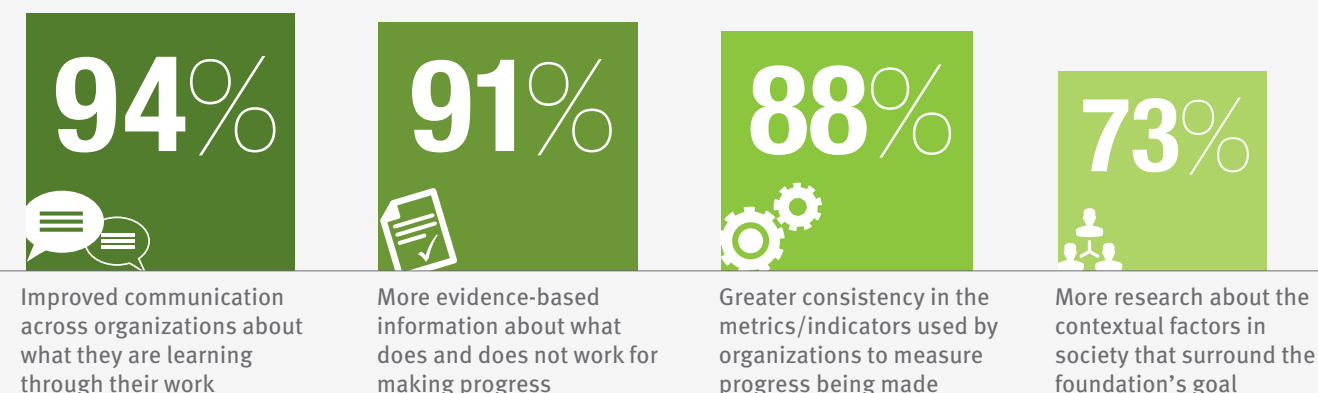 94%
91%
88%
73%
Improved communication
across organizations about
what they are learning
through their work
More evidence-based
information about what
does and does not work for
making progress
Greater consistency in the
metrics/indicators used by
organizations to measure
progress being made
More research about the
contextual factors in
society that surround the
foundation’s goal